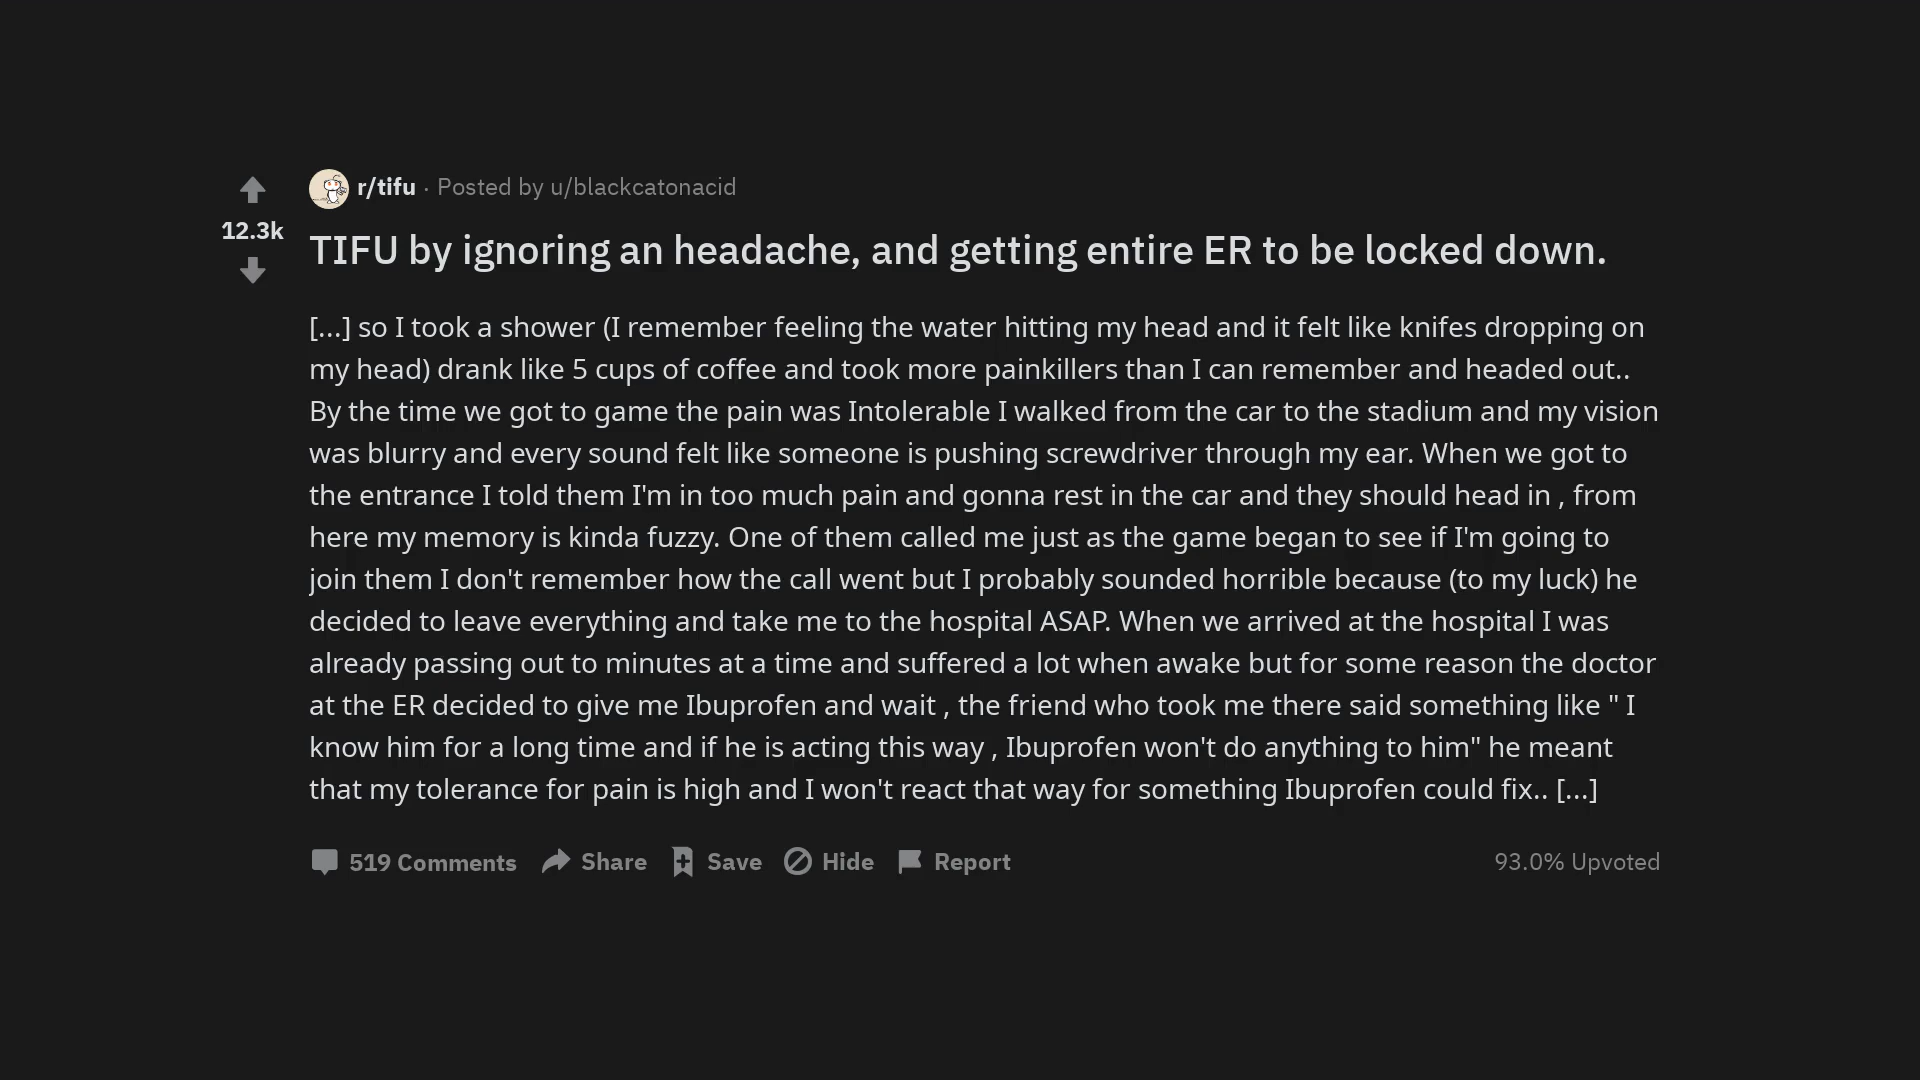 r/tifu · Posted by u/blackcatonacid
12.3k
TIFU by ignoring an headache, and getting entire ER to be locked down.
[...] so I took a shower (I remember feeling the water hitting my head and it felt like knifes dropping on
my head) drank like 5 cups of coffee and took more painkillers than I can remember and headed out..
By the time we got to game the pain was Intolerable I walked from the car to the stadium and my vision
was blurry and every sound felt like someone is pushing screwdriver through my ear. When we got to
the entrance I told them I'm in too much pain and gonna rest in the car and they should head in , from
here my memory is kinda fuzzy. One of them called me just as the game began to see if I'm going to
join them I don't remember how the call went but I probably sounded horrible because (to my luck) he
decided to leave everything and take me to the hospital ASAP. When we arrived at the hospital I was
already passing out to minutes at a time and suffered a lot when awake but for some reason the doctor
at the ER decided to give me Ibuprofen and wait , the friend who took me there said something like " I
know him for a long time and if he is acting this way , Ibuprofen won't do anything to him" he meant
that my tolerance for pain is high and I won't react that way for something Ibuprofen could fix.. [...]
519 Comments Share Save Hide Report 93.0% Upvoted